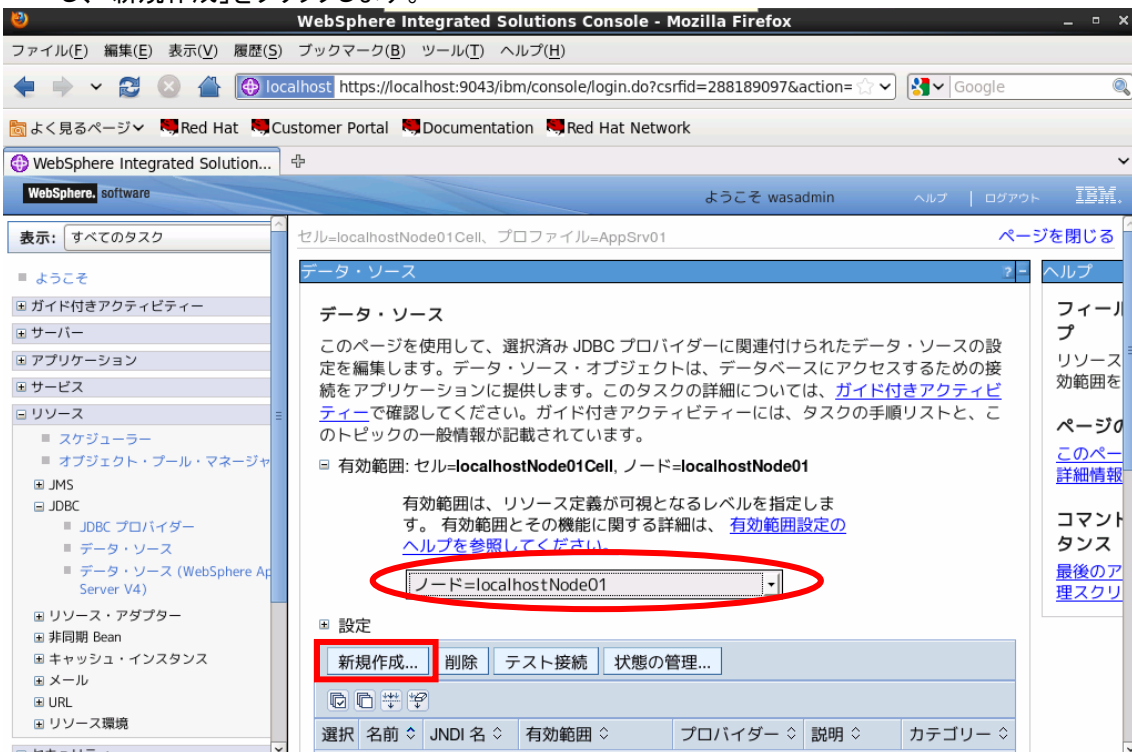 し、「新規作成」をクリックします。
WebSphere Integrated Solutions Console - Mozilla Firefox
ファイル(F) 編集(E) 表示(V) 履歴(S) ブックマーク(B) ツール(T) ヘルプ(H)
localhost https://localhost:9043/ibm/console/login.do?csrfid=288189097&action= Google
よく見るページ Red Hat Customer Portal Documentation Red Hat Network
WebSphere Integrated Solution...
WebSphere. software ようこそ wasadmin ヘルプ | ログアウト IBM.
表示: すべてのタスク
ようこそ
ガイド付きアクティビティー
サーバー
アプリケーション
サービス
リソース
スケジューラー
オブジェクト・プール・マネージャ
JMS
JDBC
JDBC プロバイダー
データ・ソース
データ・ソース (WebSphere Ap
Server V4)
リソース・アダプター
非同期 Bean
キャッシュ・インスタンス
メール
URL
リソース環境
セル=localhostNode01Cell、プロファイル=AppSrv01 ページを閉じる
データ・ソース ? -
データ・ソース
このページを使用して、選択済み JDBC プロバイダーに関連付けられたデータ・ソースの設
定を編集します。データ・ソース・オブジェクトは、データベースにアクセスするための接
続をアプリケーションに提供します。このタスクの詳細については、ガイド付きアクティビ
ティーで確認してください。ガイド付きアクティビティーには、タスクの手順リストと、こ
のトピックの一般情報が記載されています。
有効範囲: セル=localhostNode01Cell, ノード=localhostNode01
有効範囲は、リソース定義が可視となるレベルを指定しま
す。 有効範囲とその機能に関する詳細は、 有効範囲設定の
ヘルプを参照してください。
ノード=localhostNode01
設定
新規作成... 削除 テスト接続 状態の管理...
選択 名前 JNDI 名 有効範囲 プロバイダー 説明 カテゴリー
ヘルプ
フィール
プ
リソース
効範囲を
ページの
このペー
詳細情報
コマント
タンス
最後のア
理スクリ